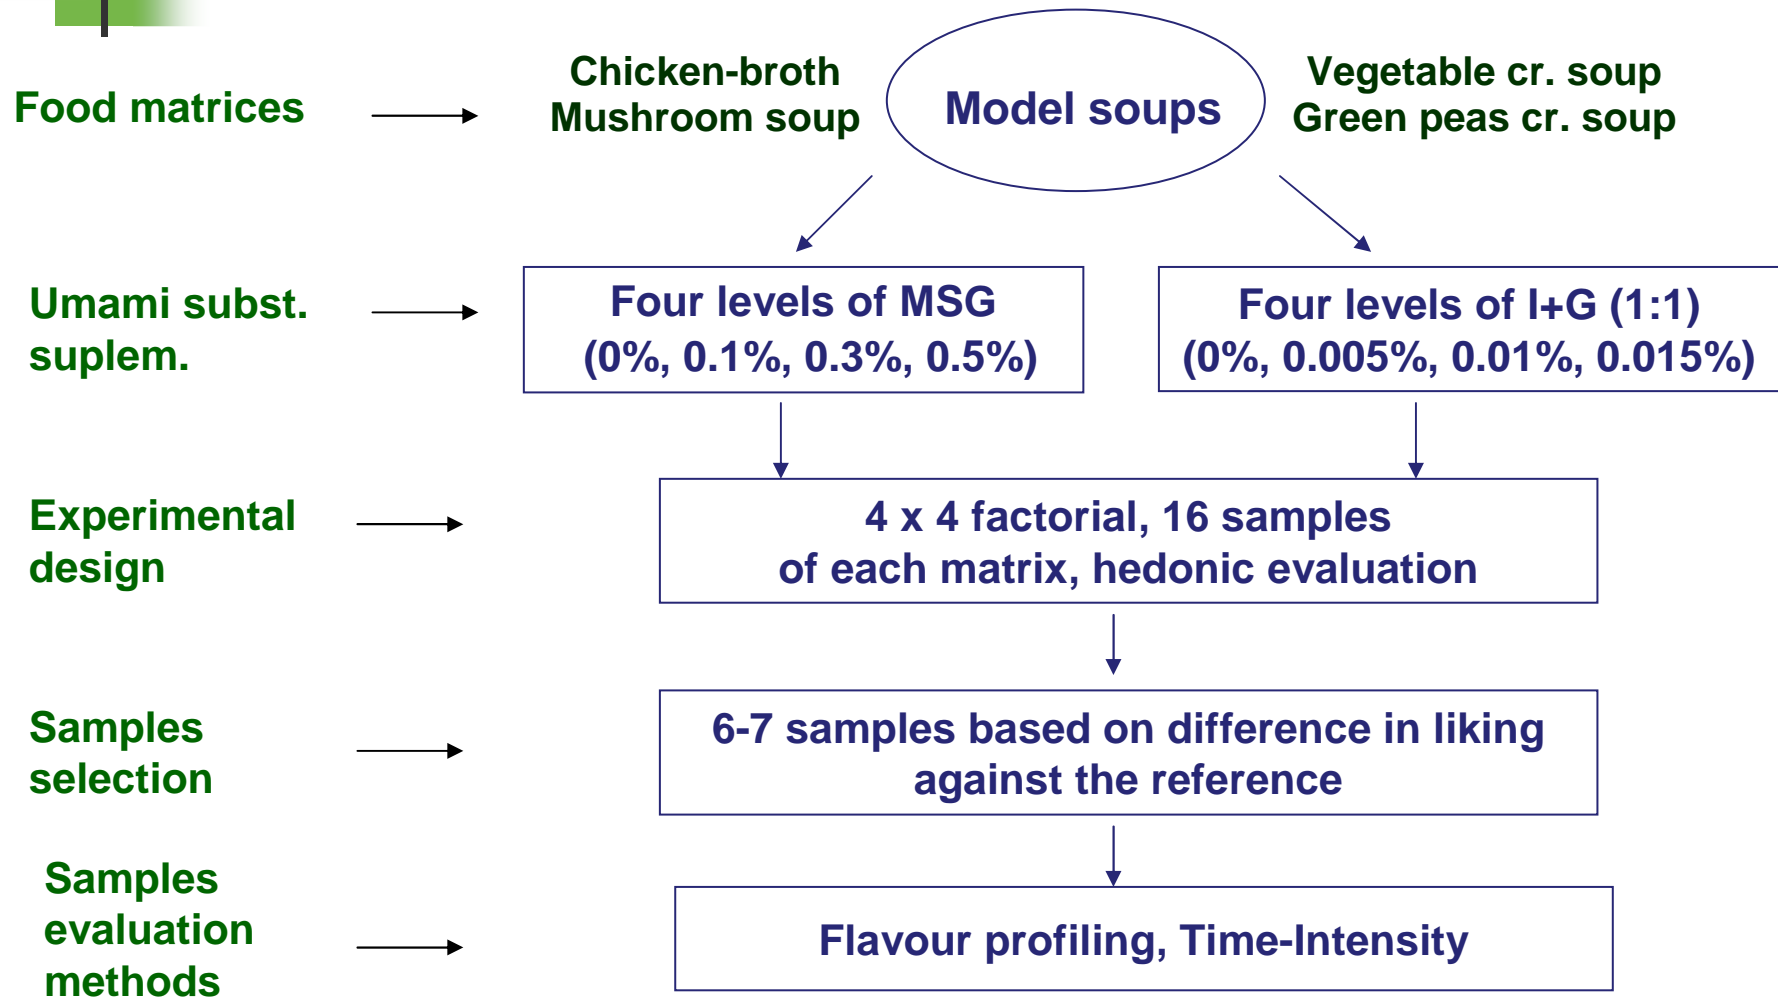 Food matrices
Chicken-broth
Mushroom soup
Model soups
Vegetable cr. soup
Green peas cr. soup
Umami subst.
suplem.
Four levels of MSG
(0%, 0.1%, 0.3%, 0.5%)
Four levels of I+G (1:1)
(0%, 0.005%, 0.01%, 0.015%)
Experimental
design
4 x 4 factorial, 16 samples
of each matrix, hedonic evaluation
Samples
selection
6-7 samples based on difference in liking
against the reference
Samples
evaluation
methods
Flavour profiling, Time-Intensity